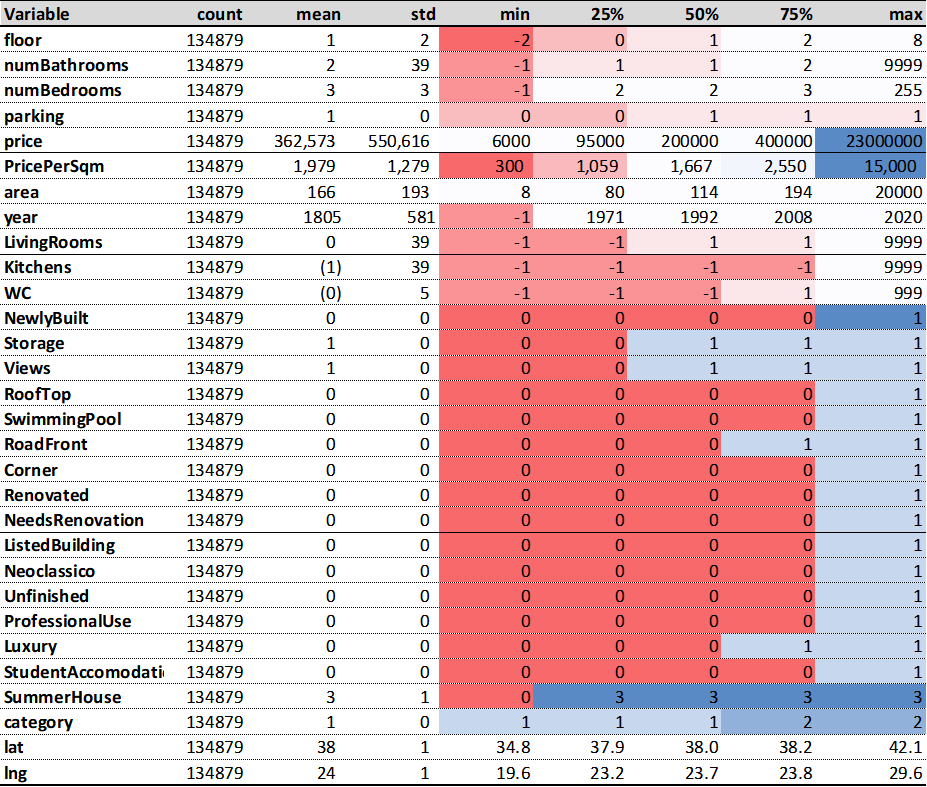 Variable count mean std min 25% 50% 75% max
floor 134879 1 2 -2 0 1 2 8
numBathrooms 134879 2 39 -1 1 1 2 9999
numBedrooms 134879 3 3 -1 2 2 3 255
parking 134879 1 0 0 0 1 1 1
price 134879 362,573 550,616 6000 95000 200000 400000 23000000
PricePerSqm 134879 1,979 1,279 300 1,059 1,667 2,550 15,000
area 134879 166 193 8 80 114 194 20000
year 134879 1805 581 -1 1971 1992 2008 2020
LivingRooms 134879 0 39 -1 -1 1 1 9999
Kitchens 134879 (1) 39 -1 -1 -1 -1 9999
WC 134879 (0) 5 -1 -1 -1 1 999
NewlyBuilt 134879 0 0 0 0 0 0 1
Storage 134879 1 0 0 0 1 1 1
Views 134879 1 0 0 0 1 1 1
RoofTop 134879 0 0 0 0 0 0 1
SwimmingPool 134879 0 0 0 0 0 0 1
RoadFront 134879 0 0 0 0 0 1 1
Corner 134879 0 0 0 0 0 0 1
Renovated 134879 0 0 0 0 0 0 1
NeedsRenovation 134879 0 0 0 0 0 0 1
ListedBuilding 134879 0 0 0 0 0 0 1
Neoclassico 134879 0 0 0 0 0 0 1
Unfinished 134879 0 0 0 0 0 0 1
ProfessionalUse 134879 0 0 0 0 0 0 1
Luxury 134879 0 0 0 0 0 1 1
StudentAccomodati 134879 0 0 0 0 0 0 1
SummerHouse 134879 3 1 0 3 3 3 3
category 134879 1 0 1 1 1 2 2
lat 134879 38 1 34.8 37.9 38.0 38.2 42.1
lng 134879 24 1 19.6 23.2 23.7 23.8 29.6